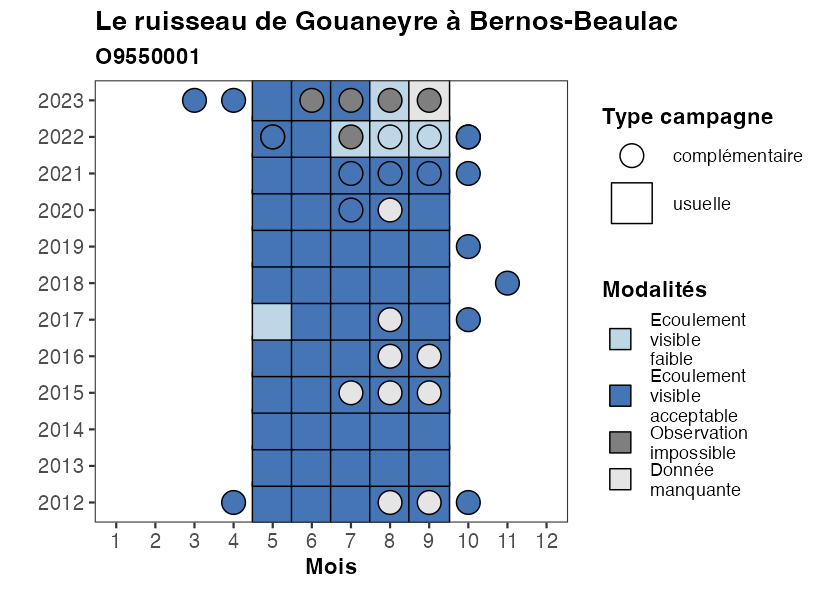 Le ruisseau de Gouaneyre à Bernos-Beaulac
O9550001
2023
2022
2021
2020
2019
2018
2017
2016
2015
2014
2013
2012
1 2 3 4 5 6 7 8 9 10 11 12
Mois
Type campagne
complémentaire
usuelle
Modalités
Ecoulement
visible
faible
Ecoulement
visible
acceptable
Observation
impossible
Donnée
manquante